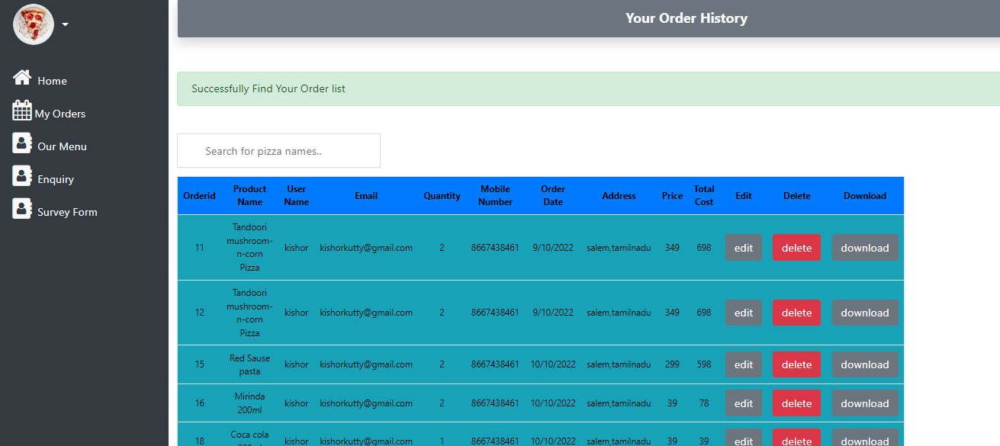 Your Order History
Home
My Orders
Our Menu
Enquiry
Survey Form
Successfully Find Your Order list
Search for pizza names..
Orderid Product Name User Name Email Quantity Mobile Number Order Date Address Price Total Cost Edit Delete Download
11 Tandoori mushroom-n-corn Pizza kishor kishorkutty@gmail.com 2 8667438461 9/10/2022 salem,tamilnadu 349 698 edit delete download
12 Tandoori mushroom-n-corn Pizza kishor kishorkutty@gmail.com 2 8667438461 9/10/2022 salem,tamilnadu 349 698 edit delete download
15 Red Sause pasta kishor kishorkutty@gmail.com 2 8667438461 10/10/2022 salem,tamilnadu 299 598 edit delete download
16 Mirinda 200ml kishor kishorkutty@gmail.com 2 8667438461 10/10/2022 salem,tamilnadu 39 78 edit delete download
18 Coca cola kishor kishorkutty@gmail.com 1 8667438461 10/10/2022 salem,tamilnadu 39 39 edit delete download